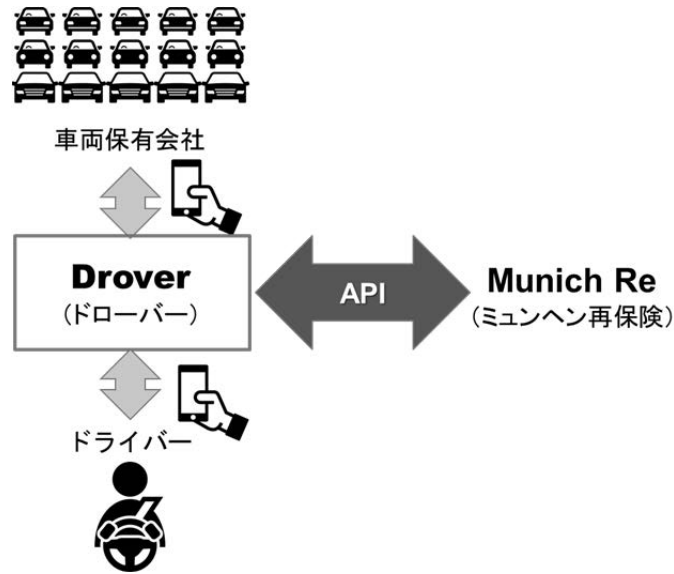 車両保有会社
Drover
(ドローバー)
API
Munich Re
(ミュンヘン再保険)
ドライバー